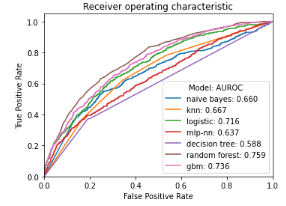 Receiver operating characteristic
1.0
0.8
0.6
0.4
0.2
0.0
True Positive Rate
Model: AUROC
naive bayes: 0.660
knn: 0.667
logistic: 0.716
mlp-nn: 0.637
decision tree: 0.588
random forest: 0.759
gbm: 0.736
0.0 0.2 0.4 0.6 0.8 1.0
False Positive Rate